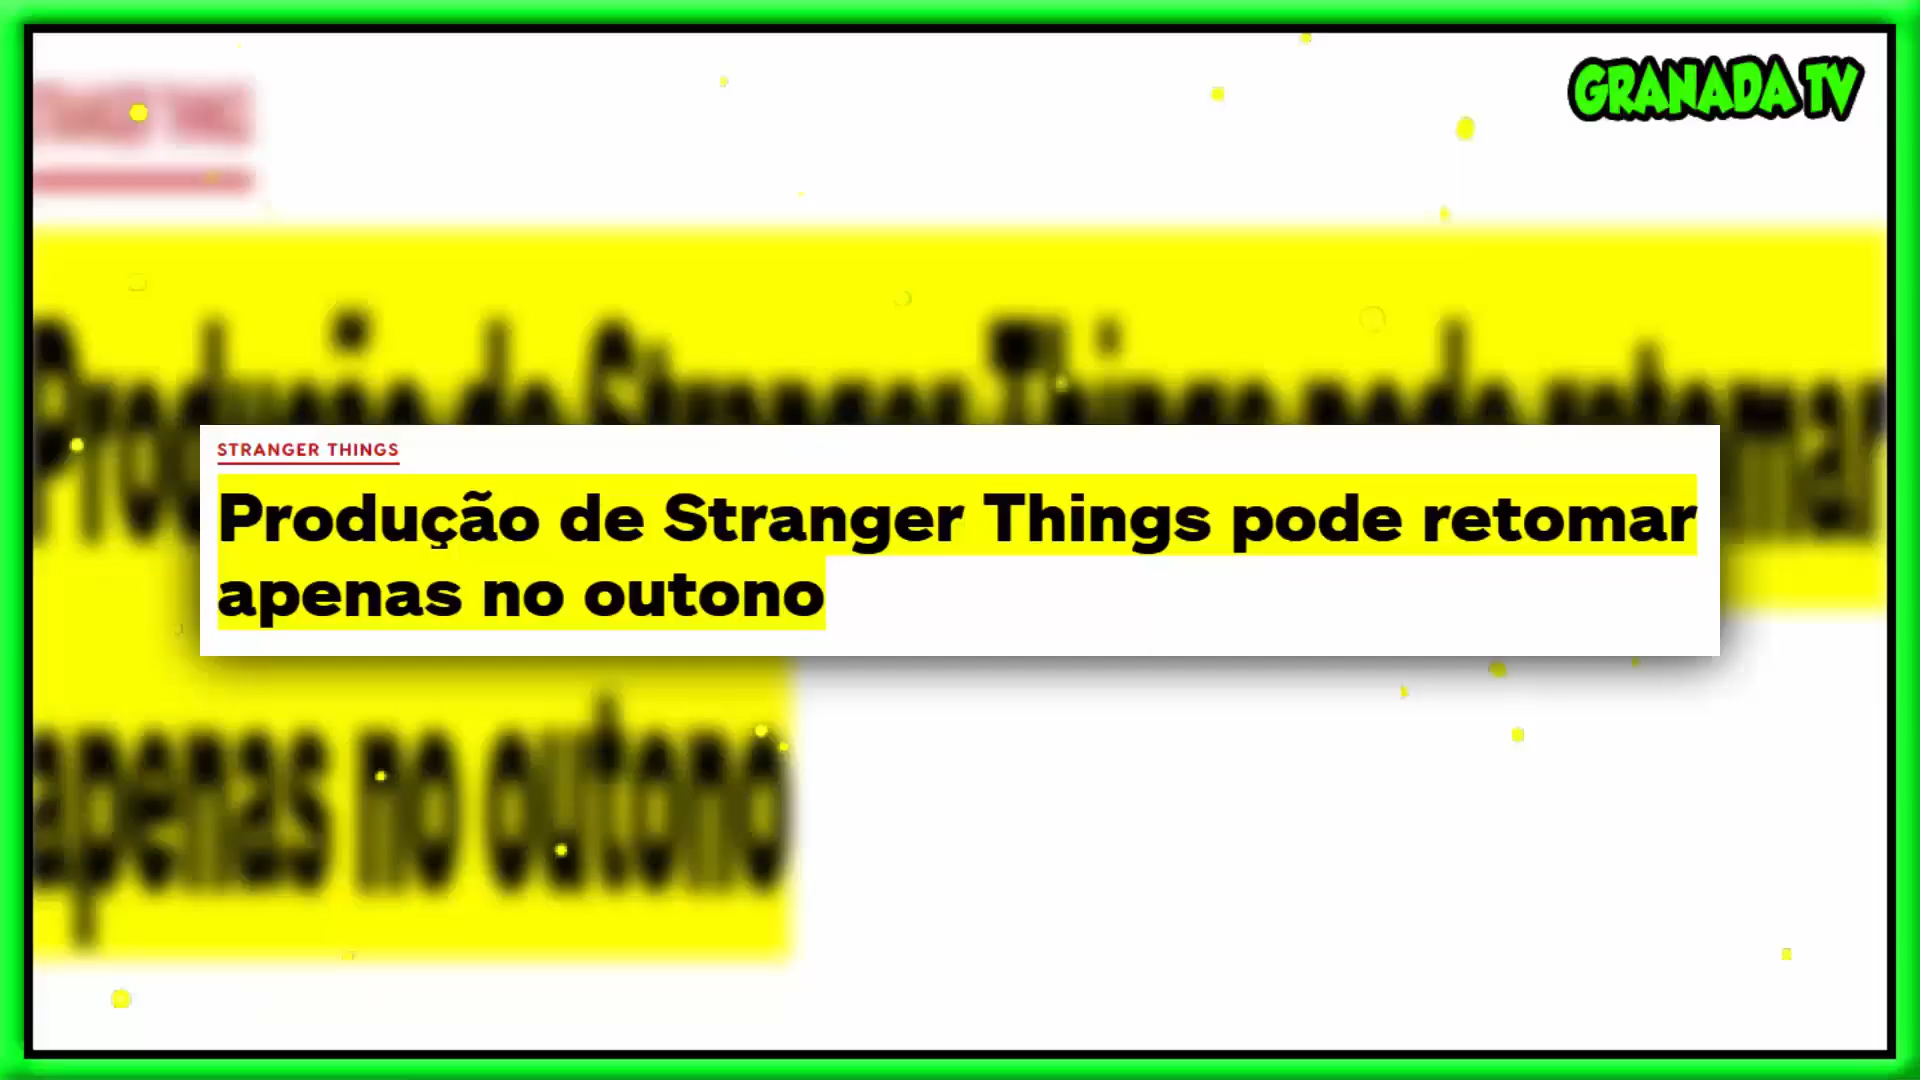 GRANADA TV
STRANGER THINGS
Produção de Stranger Things pode retomar
apenas no outono